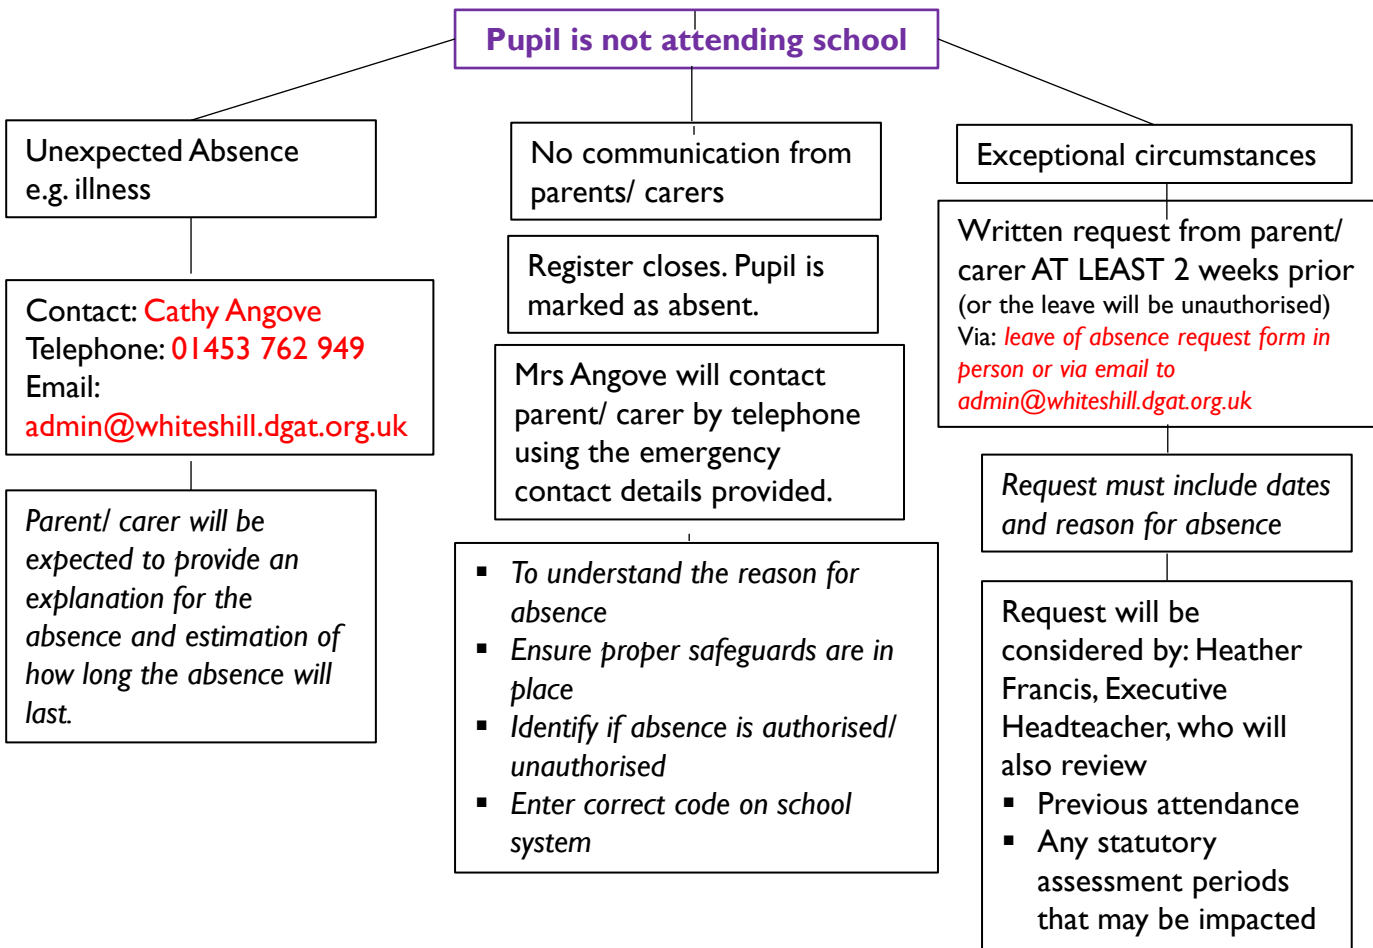 Pupil is not attending school
Unexpected Absence
e.g. illness
Contact: Cathy Angove
Telephone: 01453 762 949
Email:
admin@whiteshill.dgat.org.uk
Parent/ carer will be
expected to provide an
explanation for the
absence and estimation of
how long the absence will
last.
No communication from
parents/ carers
Register closes. Pupil is
marked as absent.
Mrs Angove will contact
parent/ carer by telephone
using the emergency
contact details provided.
▪ To understand the reason for
absence
▪ Ensure proper safeguards are in
place
▪ Identify if absence is authorised/
unauthorised
▪ Enter correct code on school
system
Exceptional circumstances
Written request from parent/
carer AT LEAST 2 weeks prior
(or the leave will be unauthorised)
Via: leave of absence request form in
person or via email to
admin@whiteshill.dgat.org.uk
Request must include dates
and reason for absence
Request will be
considered by: Heather
Francis, Executive
Headteacher, who will
also review
▪ Previous attendance
▪ Any statutory
assessment periods
that may be impacted